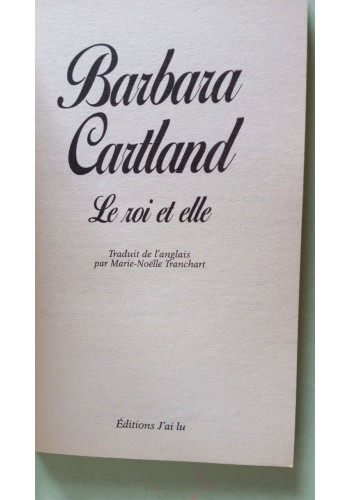 Barbara
Cartland
Le roi et elle
Traduit de l'anglais
par Marie-Noëlle Tranchart
Éditions J'ai lu